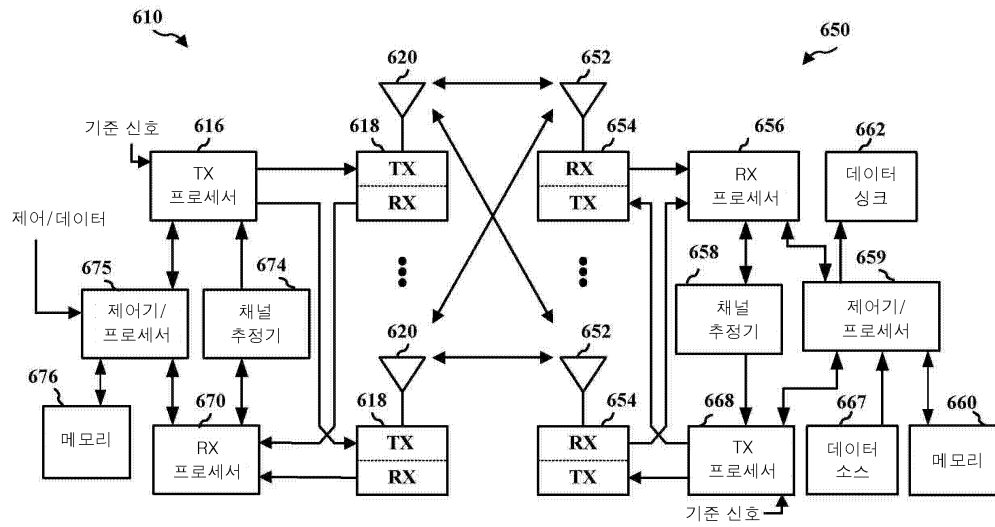 610
650
620
652
기준 신호
616
618
654
656
662
TX
프로세서
TX
RX
RX
TX
RX
프로세서
데이터
싱크
제어/데이터
675
674
658
659
제어기/
프로세서
채널
추정기
채널
추정기
제어기/
프로세서
620
652
676
670
618
654
668
667
660
메모리
RX
프로세서
TX
RX
RX
TX
TX
프로세서
데이터
소스
메모리
기준 신호